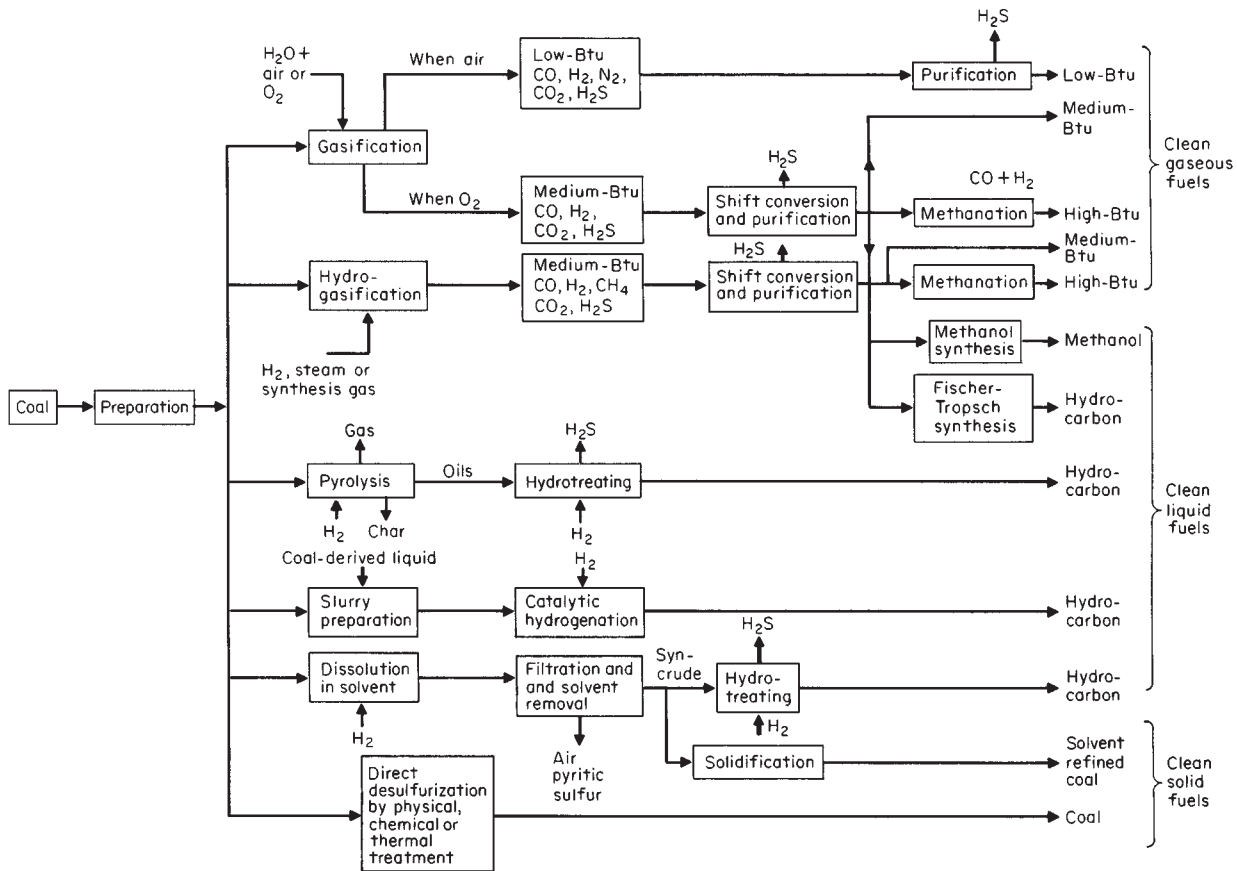 H₂S
H₂O +
air or
O₂
When air
Low-Btu
CO, H₂, N₂,
CO₂, H₂S
Purification
Low-Btu
Medium-
Btu
Gasification
Clean
gaseous
fuels
H₂S
CO + H₂
When O₂
Medium-Btu
CO, H₂,
CO₂, H₂S
Shift conversion
and purification
Methanation
High-Btu
H₂S
Medium-
Btu
Hydro-
gasification
Medium-Btu
CO, H₂, CH₄
CO₂, H₂S
Shift conversion
and purification
Methanation
High-Btu
H₂, steam or
synthesis gas
Methanol
synthesis
Methanol
Coal
Preparation
Fischer-
Tropsch
synthesis
Hydro-
carbon
Gas
H₂S
Pyrolysis
Oils
Hydrotreating
Hydro-
carbon
Clean
liquid
fuels
H₂
Char
H₂
Coal-derived liquid
H₂
Slurry
preparation
Catalytic
hydrogenation
Hydro-
carbon
H₂S
Dissolution
in solvent
Filtration and
and solvent
removal
Syn-
crude
Hydro-
treating
Hydro-
carbon
H₂
H₂
Air
pyritic
sulfur
Solidification
Solvent
refined
coal
Clean
solid
fuels
Direct
desulfurization
by physical,
chemical or
thermal
treatment
Coal